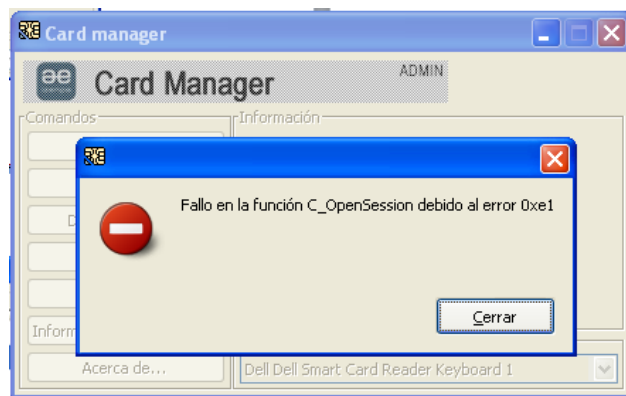 Card manager
Card Manager
ADMIN
Comandos
Información
Fallo en la función C_OpenSession debido al error 0xe1
Cerrar
Acerca de...
Dell Dell Smart Card Reader Keyboard 1